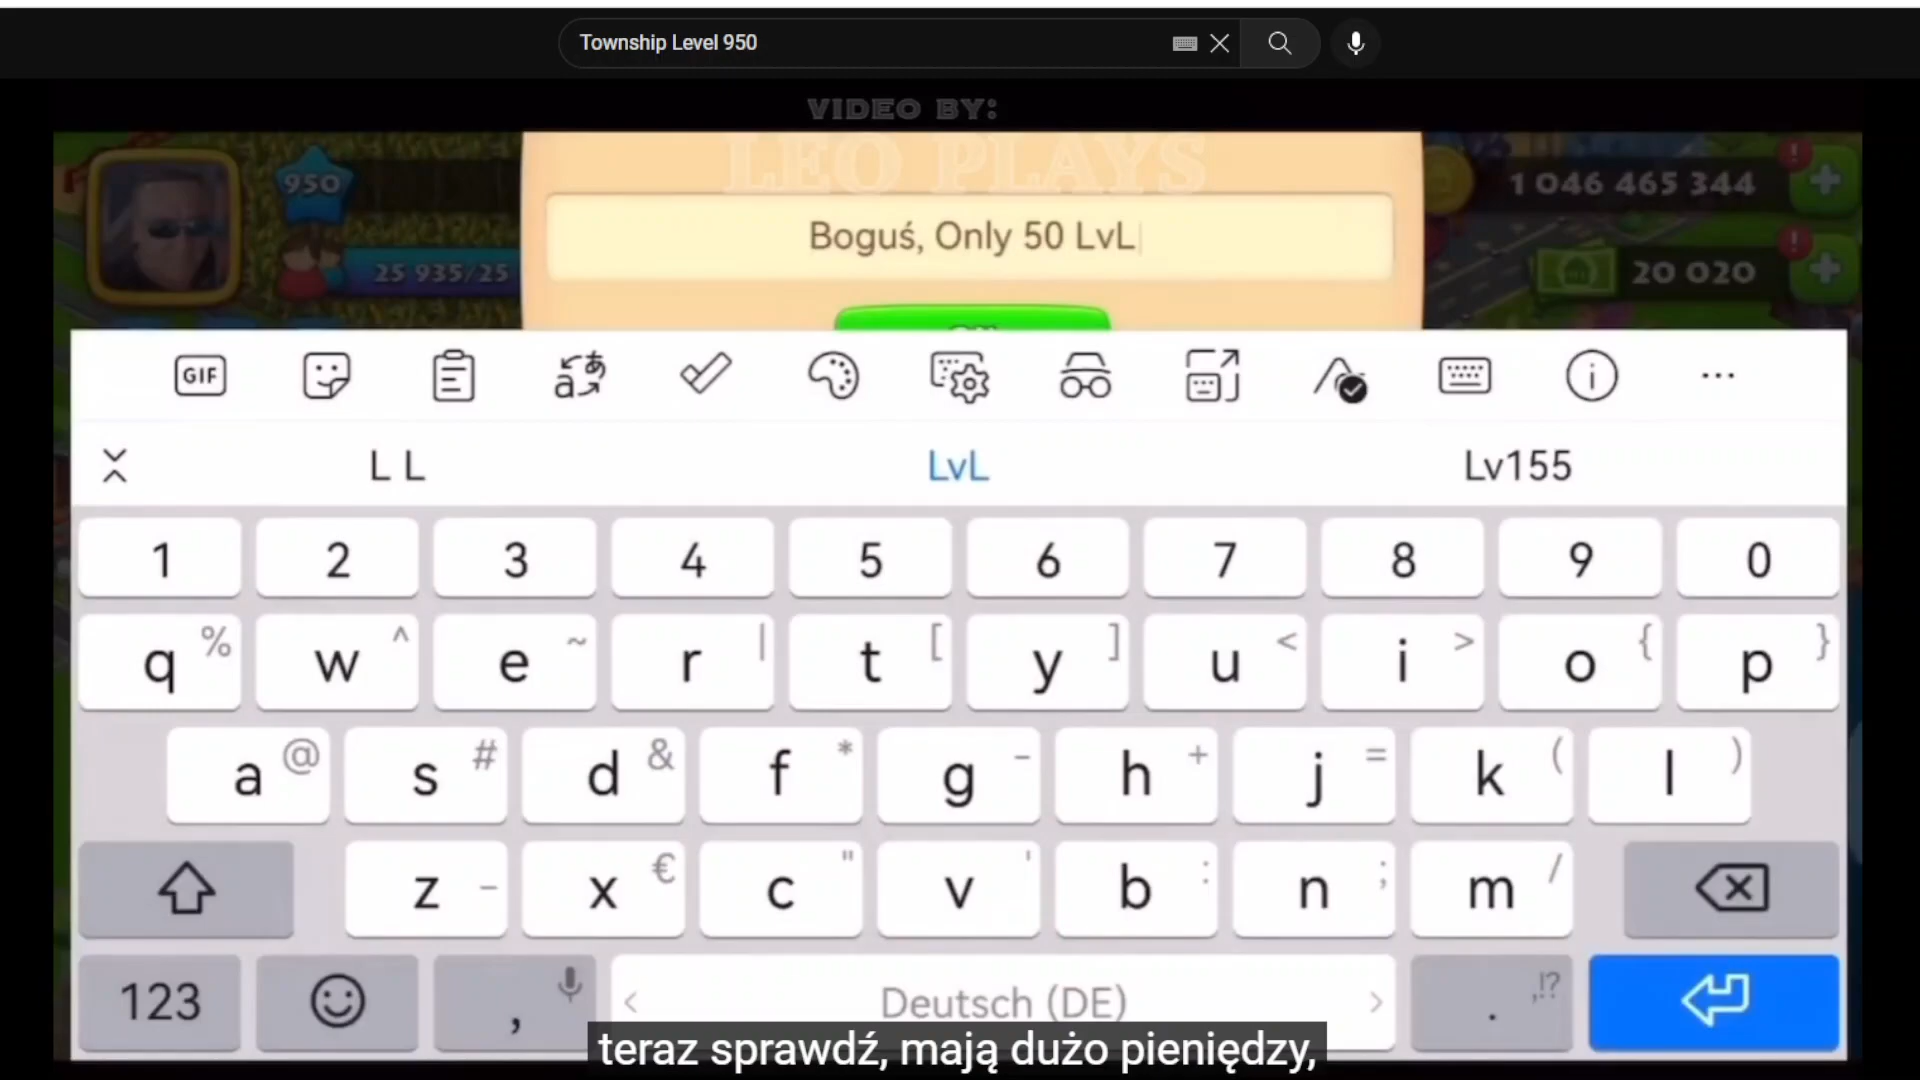 Township Level 950
VIDEO BY:
LEO PLAYS
950
1 046 465 344
Boguś, Only 50 LvL
25 935/25
20 020
GIF
L L
LvL
Lv155
1 2 3 4 5 6 7 8 9 0
q % w ^ e ~ r | t [ y ] u < i > o { p }
a @ s # d & f * g - h + j = k ( l )
z _ x € c " v ' b : n ; m /
123 , < Deutsch (DE) > . ,!?
teraz sprawdź, mają dużo pieniędzy,